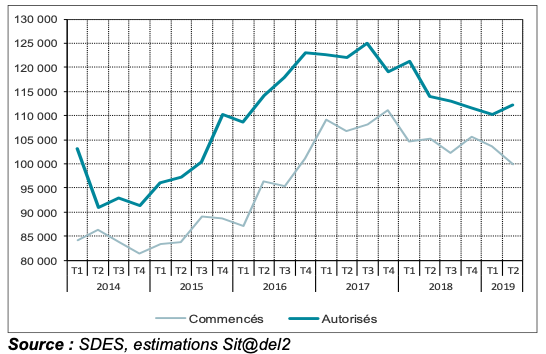 130 000
125 000
120 000
115 000
110 000
105 000
100 000
95 000
90 000
85 000
80 000
T1 T2 T3 T4 T1 T2 T3 T4 T1 T2 T3 T4 T1 T2 T3 T4 T1 T2 T3 T4 T1 T2
2014 2015 2016 2017 2018 2019
Commencés Autorisés
Source : SDES, estimations Sit@del2